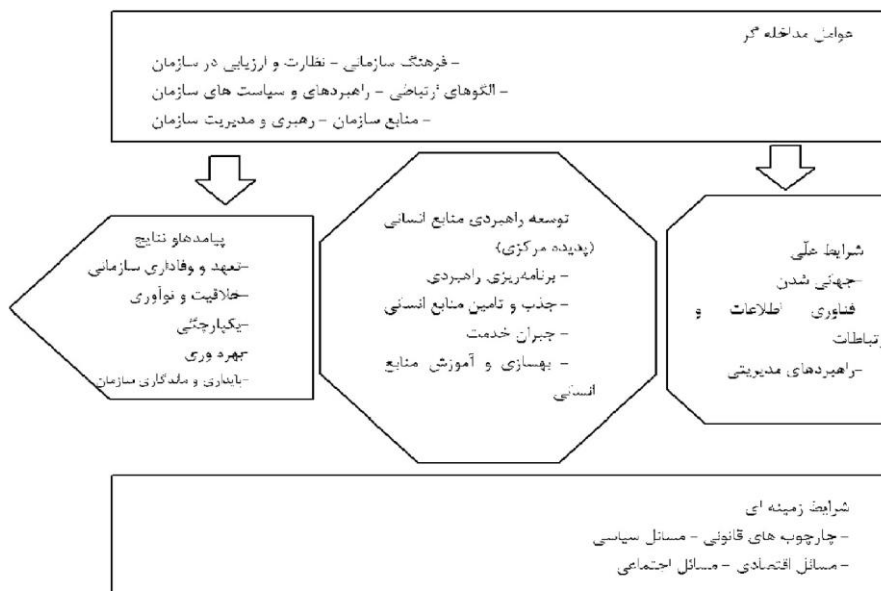 عوامل مداخله گر
- فرهنگ سازمانی - نظارت و ارزیابی در سازمان
- الگوهای ارتباطی - راهبردهای و سیاست های سازمان
- منابع سازمان - رهبری و مدیریت سازمان
شرایط علّی
-جهانی شدن
فناوری اطلاعات و
رتباطات
-راهبردهای مدیریتی
توسعه راهبردی منابع انسانی
(پدیده مرکزی)
- برنامه‌ریزی راهبردی
- جذب و تامین منابع انسانی
- جبران خدمت
- بهسازی و آموزش منابع
انسانی
پیامدهاو نتایج
-تعهد و وفاداری سازمانی
-خلاقیت و نوآوری
-یکپارچگی
-بهره وری
-پایداری و ماندگاری سازمان
شرایط زمینه ای
- چارچوب های قانونی - مسائل سیاسی
- مسائل اقتصادی - مسائل اجتماعی